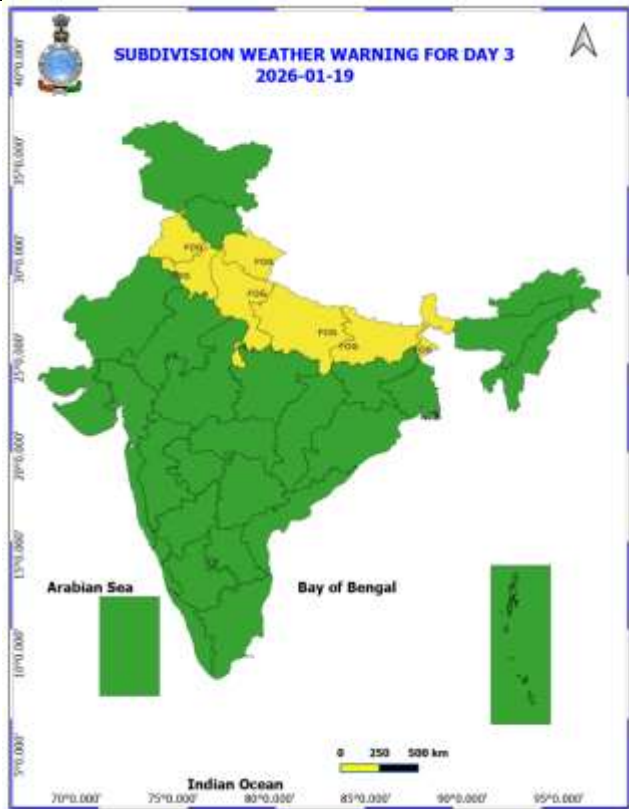 SUBDIVISION WEATHER WARNING FOR DAY 3
2026-01-19
40°0.000'
35°0.000'
30°0.000'
25°0.000'
20°0.000'
15°0.000'
10°0.000'
5°0.000'
FOG
FOG
FOG
FOG
FOG
FOG
FOG
Arabian Sea
Bay of Bengal
0 250 500 km
Indian Ocean
70°0.000' 75°0.000' 80°0.000' 85°0.000' 90°0.000' 95°0.000'